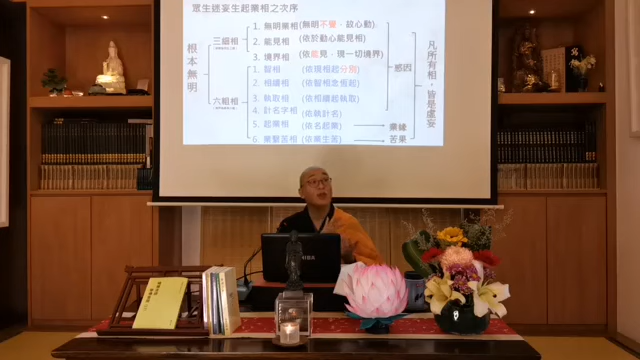 眾生迷妄生起業相之次序
根本無明
三細相
1. 無明業相 (無明不覺，故心動)
2. 能見相 (依於動心能見相)
3. 境界相 (依能見，現一切境界)
六粗相
1. 智相 (依現相起分別)
2. 相續相 (依智相念恆起)
3. 執取相 (依相續起執取)
4. 計名字相 (依執計名)
5. 起業相 (依名起業)
6. 業繫苦相 (依業生苦)
惑因
業緣
苦果
凡所有相，皆是虛妄